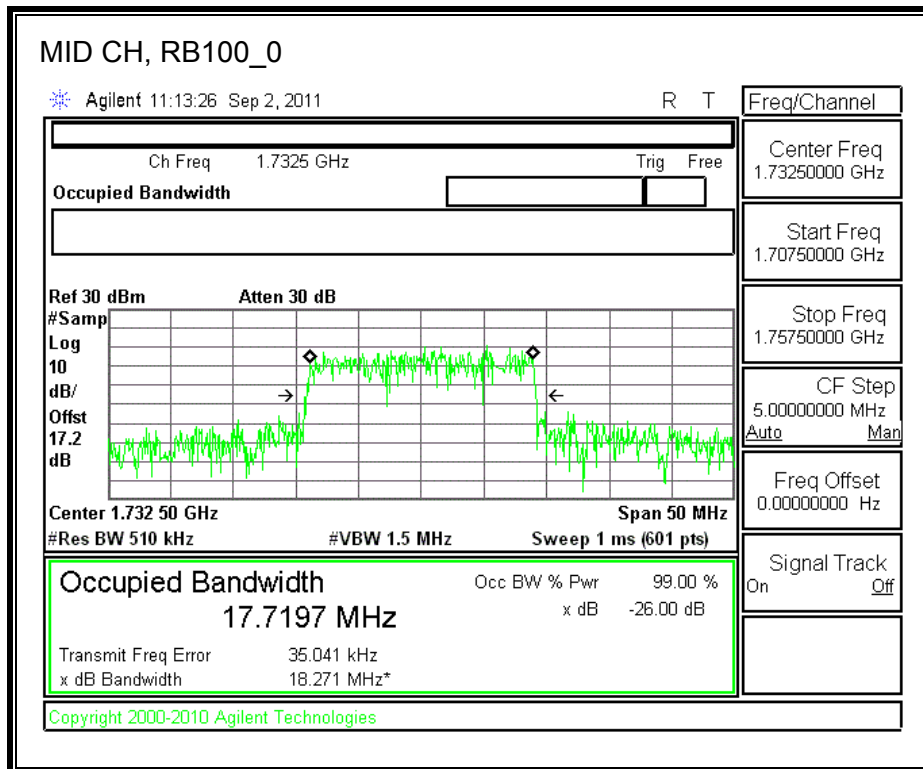 MID CH, RB100_0
Agilent 11:13:26 Sep 2, 2011 R T
Freq/Channel
Ch Freq 1.7325 GHz Trig Free
Occupied Bandwidth
Center Freq
1.73250000 GHz
Start Freq
1.70750000 GHz
Stop Freq
1.75750000 GHz
CF Step
5.00000000 MHz
Auto Man
Freq Offset
0.00000000 Hz
Signal Track
On Off
Ref 30 dBm Atten 30 dB
#Samp
Log
10
dB/
Offst
17.2
dB
Center 1.732 50 GHz Span 50 MHz
#Res BW 510 kHz #VBW 1.5 MHz Sweep 1 ms (601 pts)
Occupied Bandwidth Occ BW % Pwr 99.00 %
17.7197 MHz x dB -26.00 dB
Transmit Freq Error 35.041 kHz
x dB Bandwidth 18.271 MHz*
Copyright 2000-2010 Agilent Technologies